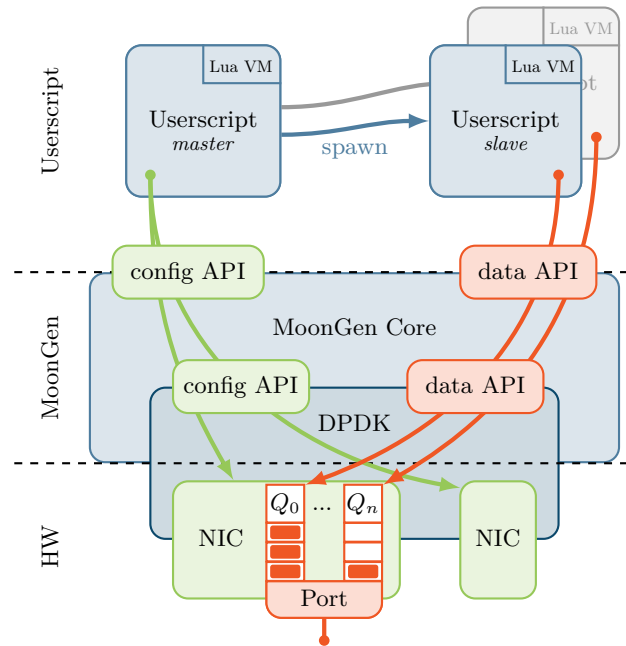 Userscript
Lua VM
Userscript
master
spawn
Lua VM
Userscript
slave
Lua VM
pt
config API
data API
MoonGen
MoonGen Core
config API
data API
DPDK
HW
NIC
Q0 ... Qn
NIC
Port